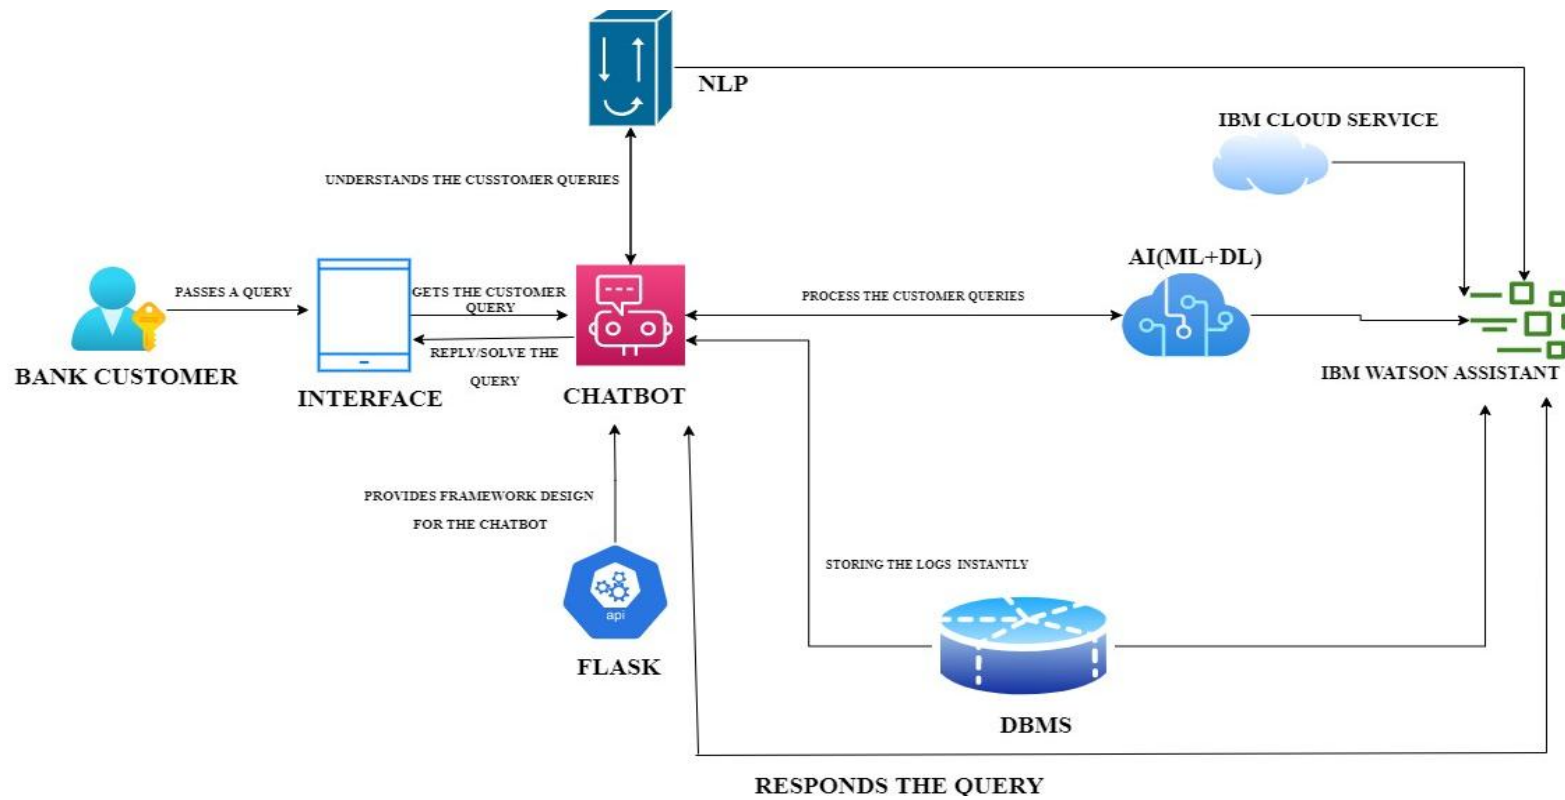 NLP
IBM CLOUD SERVICE
UNDERSTANDS THE CUSSTOMER QUERIES
AI(ML+DL)
PASSES A QUERY
GETS THE CUSTOMER
QUERY
PROCESS THE CUSTOMER QUERIES
REPLY/SOLVE THE
QUERY
BANK CUSTOMER
INTERFACE
CHATBOT
IBM WATSON ASSISTANT
PROVIDES FRAMEWORK DESIGN
FOR THE CHATBOT
STORING THE LOGS INSTANTLY
api
FLASK
DBMS
RESPONDS THE QUERY